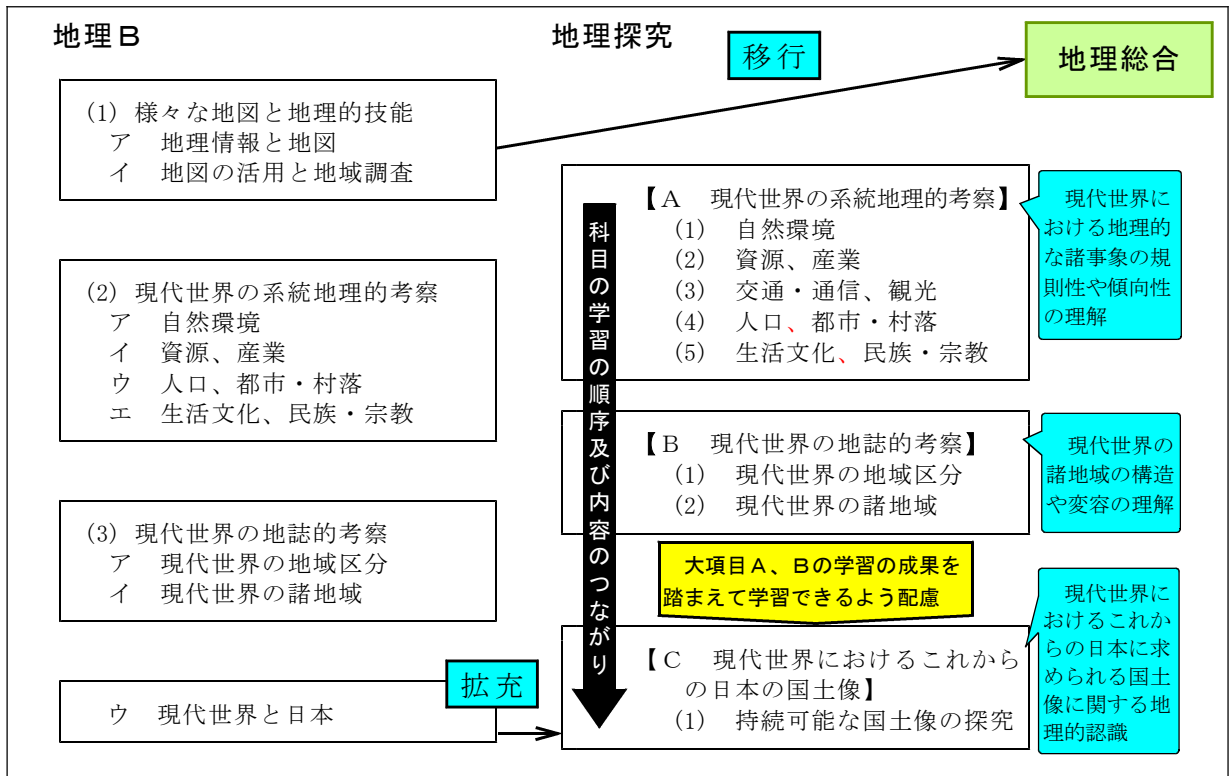 地理B
地理探究
移行
地理総合
(1) 様々な地図と地理的技能
ア 地理情報と地図
イ 地図の活用と地域調査
(2) 現代世界の系統地理的考察
ア 自然環境
イ 資源、産業
ウ 人口、都市・村落
エ 生活文化、民族・宗教
(3) 現代世界の地誌的考察
ア 現代世界の地域区分
イ 現代世界の諸地域
ウ 現代世界と日本
拡充
科目の学習の順序及び内容のつながり
【A 現代世界の系統地理的考察】
(1) 自然環境
(2) 資源、産業
(3) 交通・通信、観光
(4) 人口、都市・村落
(5) 生活文化、民族・宗教
現代世界に
おける地理的
な諸事象の規
則性や傾向性
の理解
【B 現代世界の地誌的考察】
(1) 現代世界の地域区分
(2) 現代世界の諸地域
現代世界の
諸地域の構造
や変容の理解
大項目A、Bの学習の成果を
踏まえて学習できるよう配慮
【C 現代世界におけるこれから
の日本の国土像】
(1) 持続可能な国土像の探究
現代世界に
おけるこれか
らの日本に求
められる国土
像に関する地
理的認識